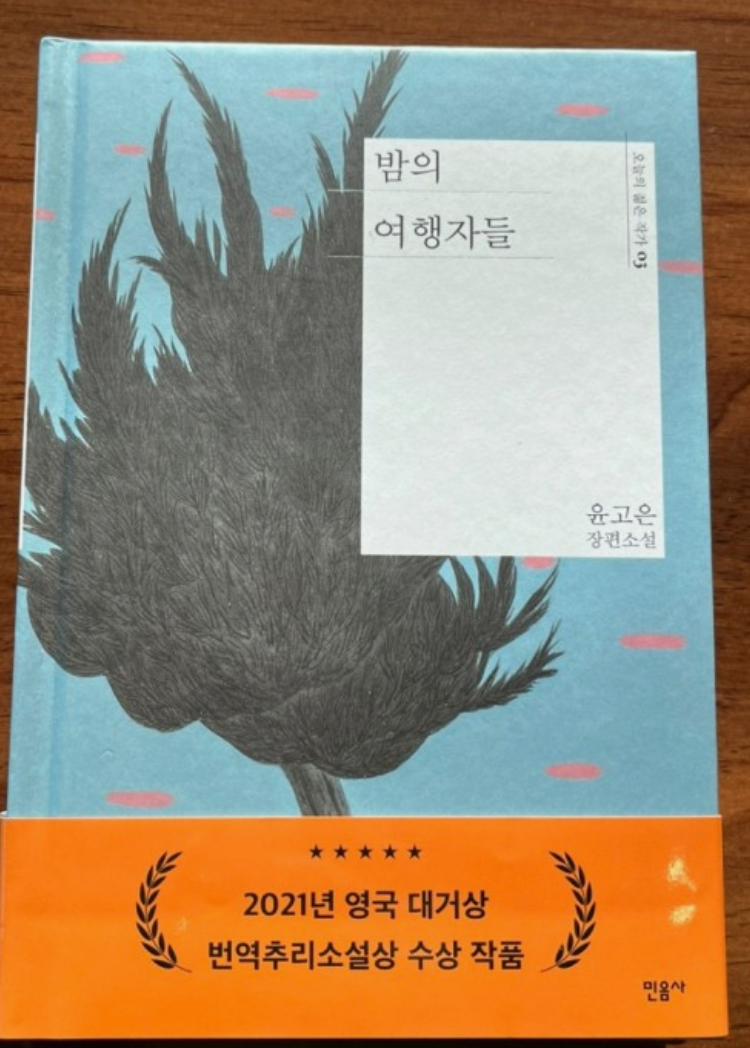 밤의
여행자들
오늘의 젊은 작가 03
윤고은
장편소설
★★★★★
2021년 영국 대거상
번역추리소설상 수상 작품
민음사